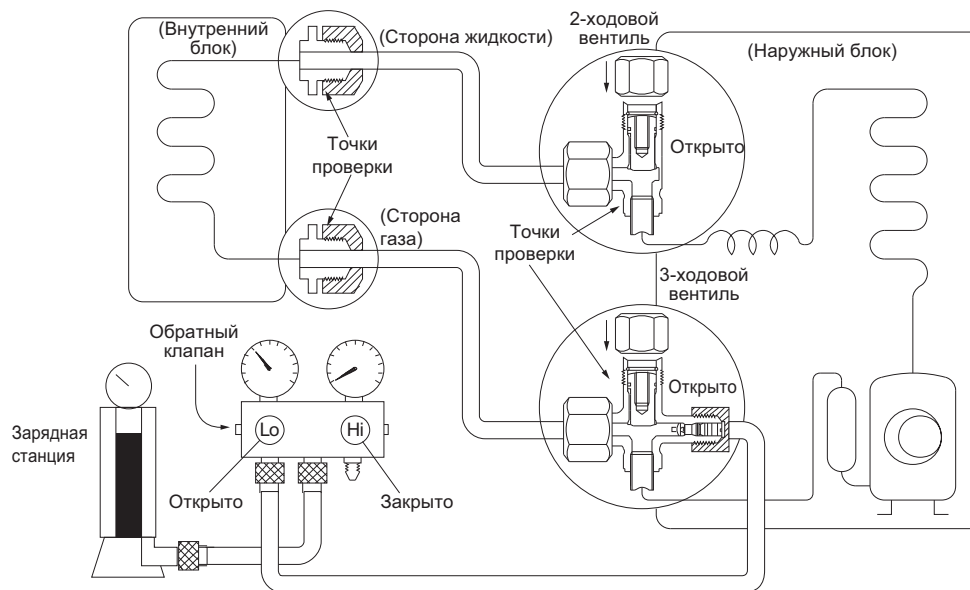 (Внутренний
блок)
(Сторона жидкости)
2-ходовой
вентиль
(Наружный блок)
Открыто
Точки
проверки
(Сторона
газа)
Точки
проверки
3-ходовой
вентиль
Обратный
клапан
Открыто
Зарядная
станция
Lo
Hi
Открыто
Закрыто